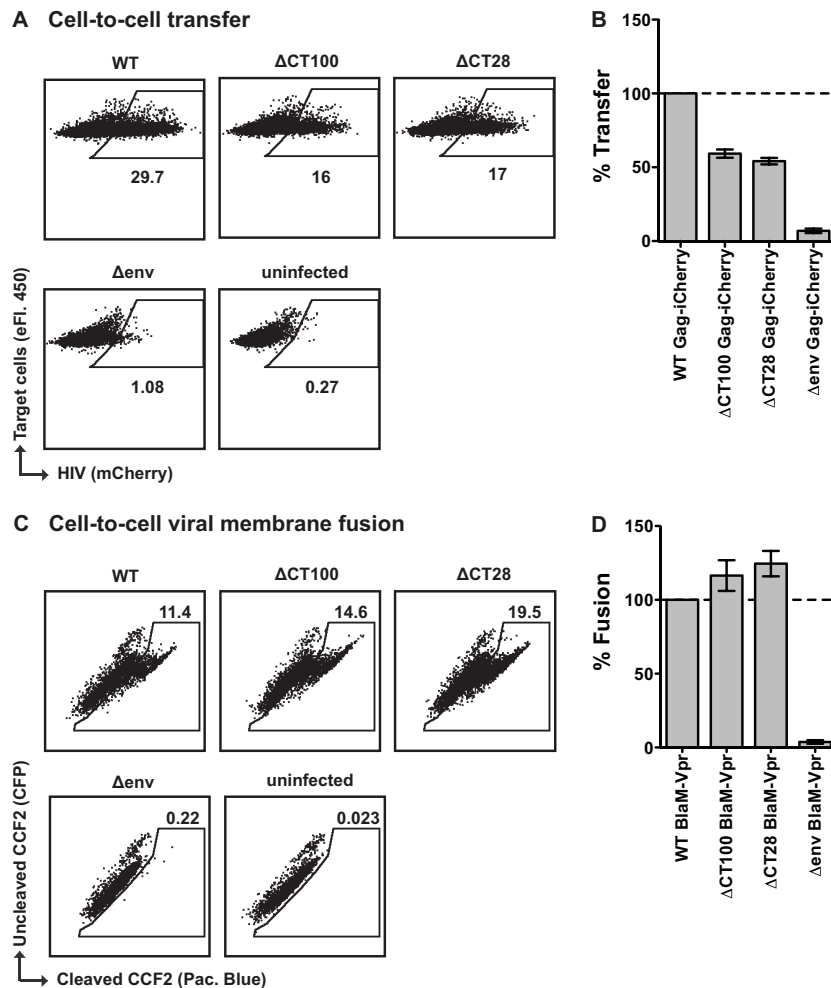 A Cell-to-cell transfer
WT
ΔCT100
ΔCT28
29.7
16
17
Δenv
uninfected
1.08
0.27
Target cells (eFl. 450)
HIV (mCherry)
B
150
100
50
0
% Transfer
WT Gag-iCherry
ΔCT100 Gag-iCherry
ΔCT28 Gag-iCherry
Δenv Gag-iCherry
C Cell-to-cell viral membrane fusion
WT
ΔCT100
ΔCT28
11.4
14.6
19.5
Δenv
uninfected
0.22
0.023
Uncleaved CCF2 (CFP)
Cleaved CCF2 (Pac. Blue)
D
150
100
50
0
% Fusion
WT BlaM-Vpr
ΔCT100 BlaM-Vpr
ΔCT28 BlaM-Vpr
Δenv BlaM-Vpr